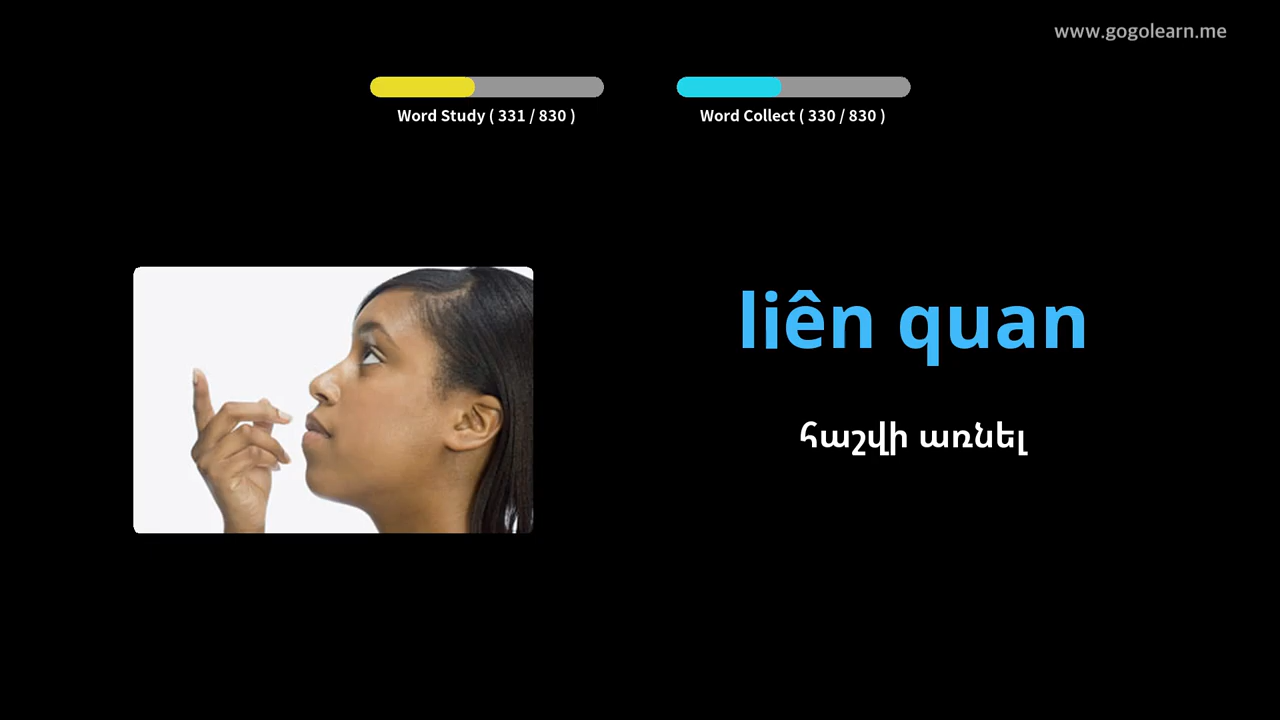 www.gogolearn.me
Word Study ( 331 / 830 )
Word Collect ( 330 / 830 )
liên quan
հաշվի առնել